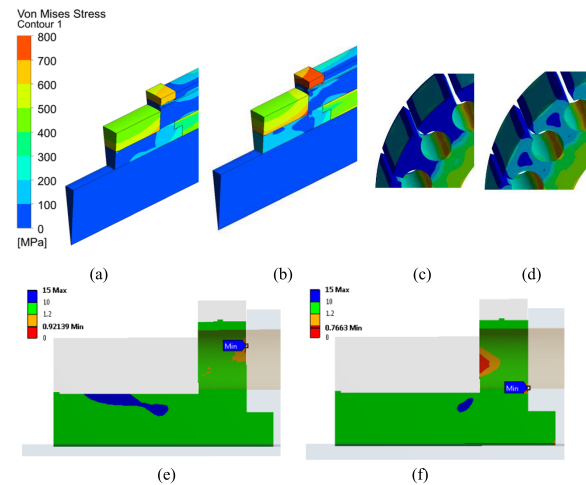 Von Mises Stress
Contour 1
800
700
600
500
400
300
200
100
0
[MPa]
(a)
(b)
(c)
(d)
15 Max
10
1.2
0.92139 Min
0
Min
15 Max
10
1.2
0.7663 Min
0
Min
(e)
(f)